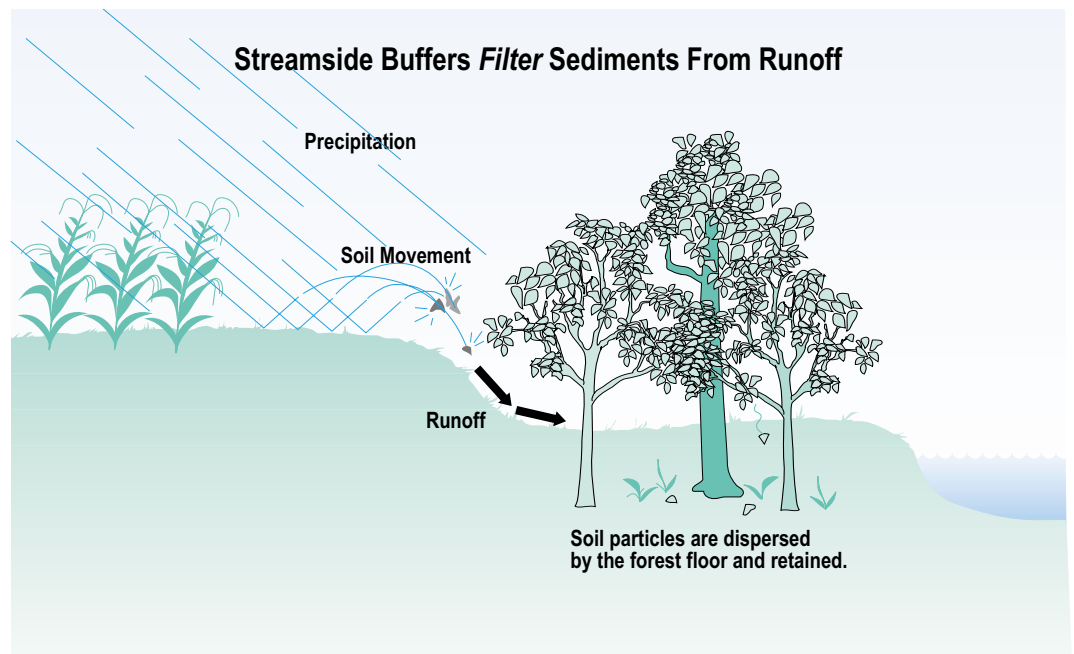 Streamside Buffers Filter Sediments From Runoff
Precipitation
Soil Movement
Runoff
Soil particles are dispersed
by the forest floor and retained.